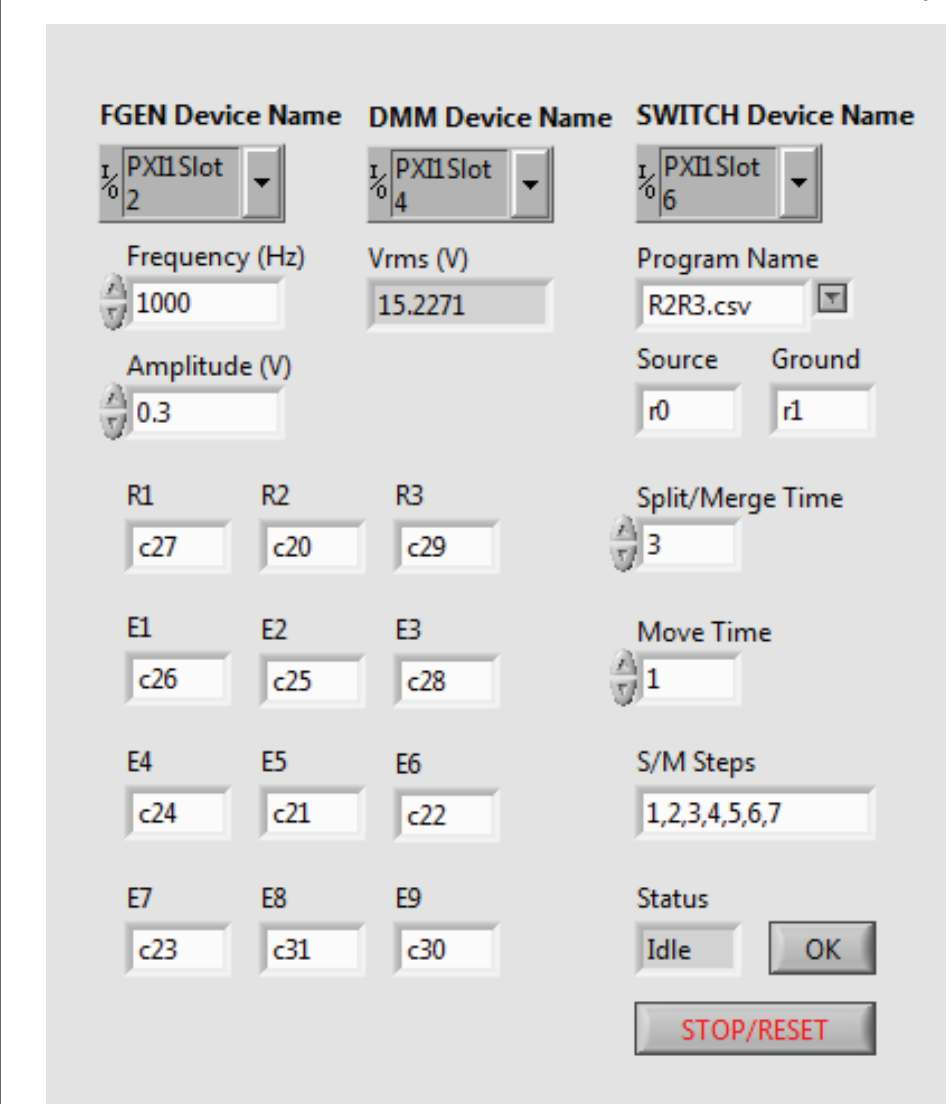 FGEN Device Name DMM Device Name SWITCH Device Name
I/O PXI1Slot 2 I/O PXI1Slot 4 I/O PXI1Slot 6
Frequency (Hz) Vrms (V) Program Name
1000 15.2271 R2R3.csv
Amplitude (V) Source Ground
0.3 r0 r1
R1 R2 R3 Split/Merge Time
c27 c20 c29 3
E1 E2 E3 Move Time
c26 c25 c28 1
E4 E5 E6 S/M Steps
c24 c21 c22 1,2,3,4,5,6,7
E7 E8 E9 Status
c23 c31 c30 Idle OK
STOP/RESET